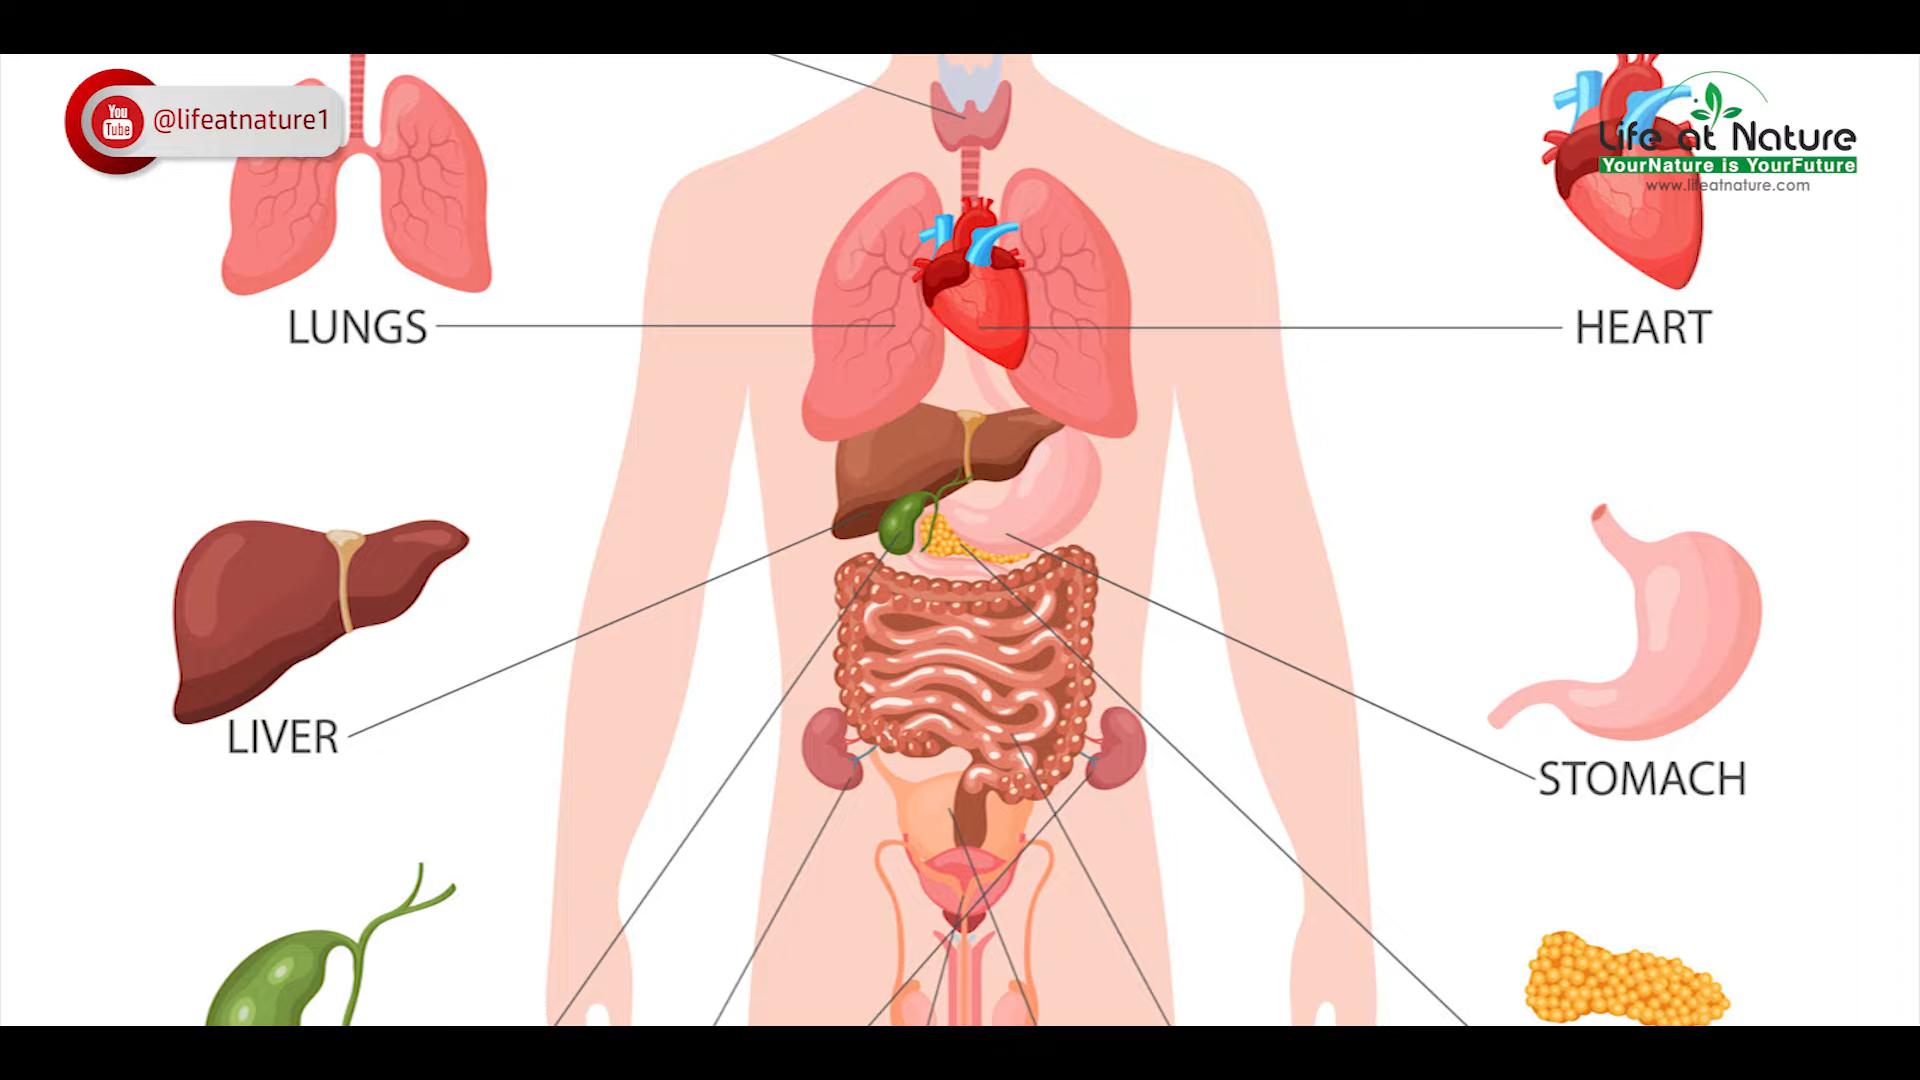 You
Tube
@lifeatnature1
Life at Nature
YourNature is YourFuture
www.lifeatnature.com
LUNGS
HEART
LIVER
STOMACH